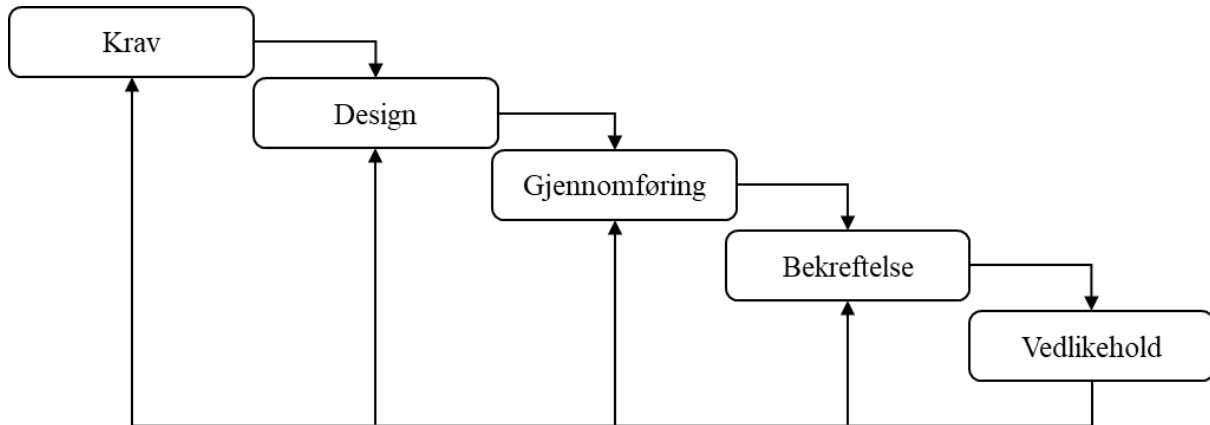 Krav
Design
Gjennomføring
Bekreftelse
Vedlikehold